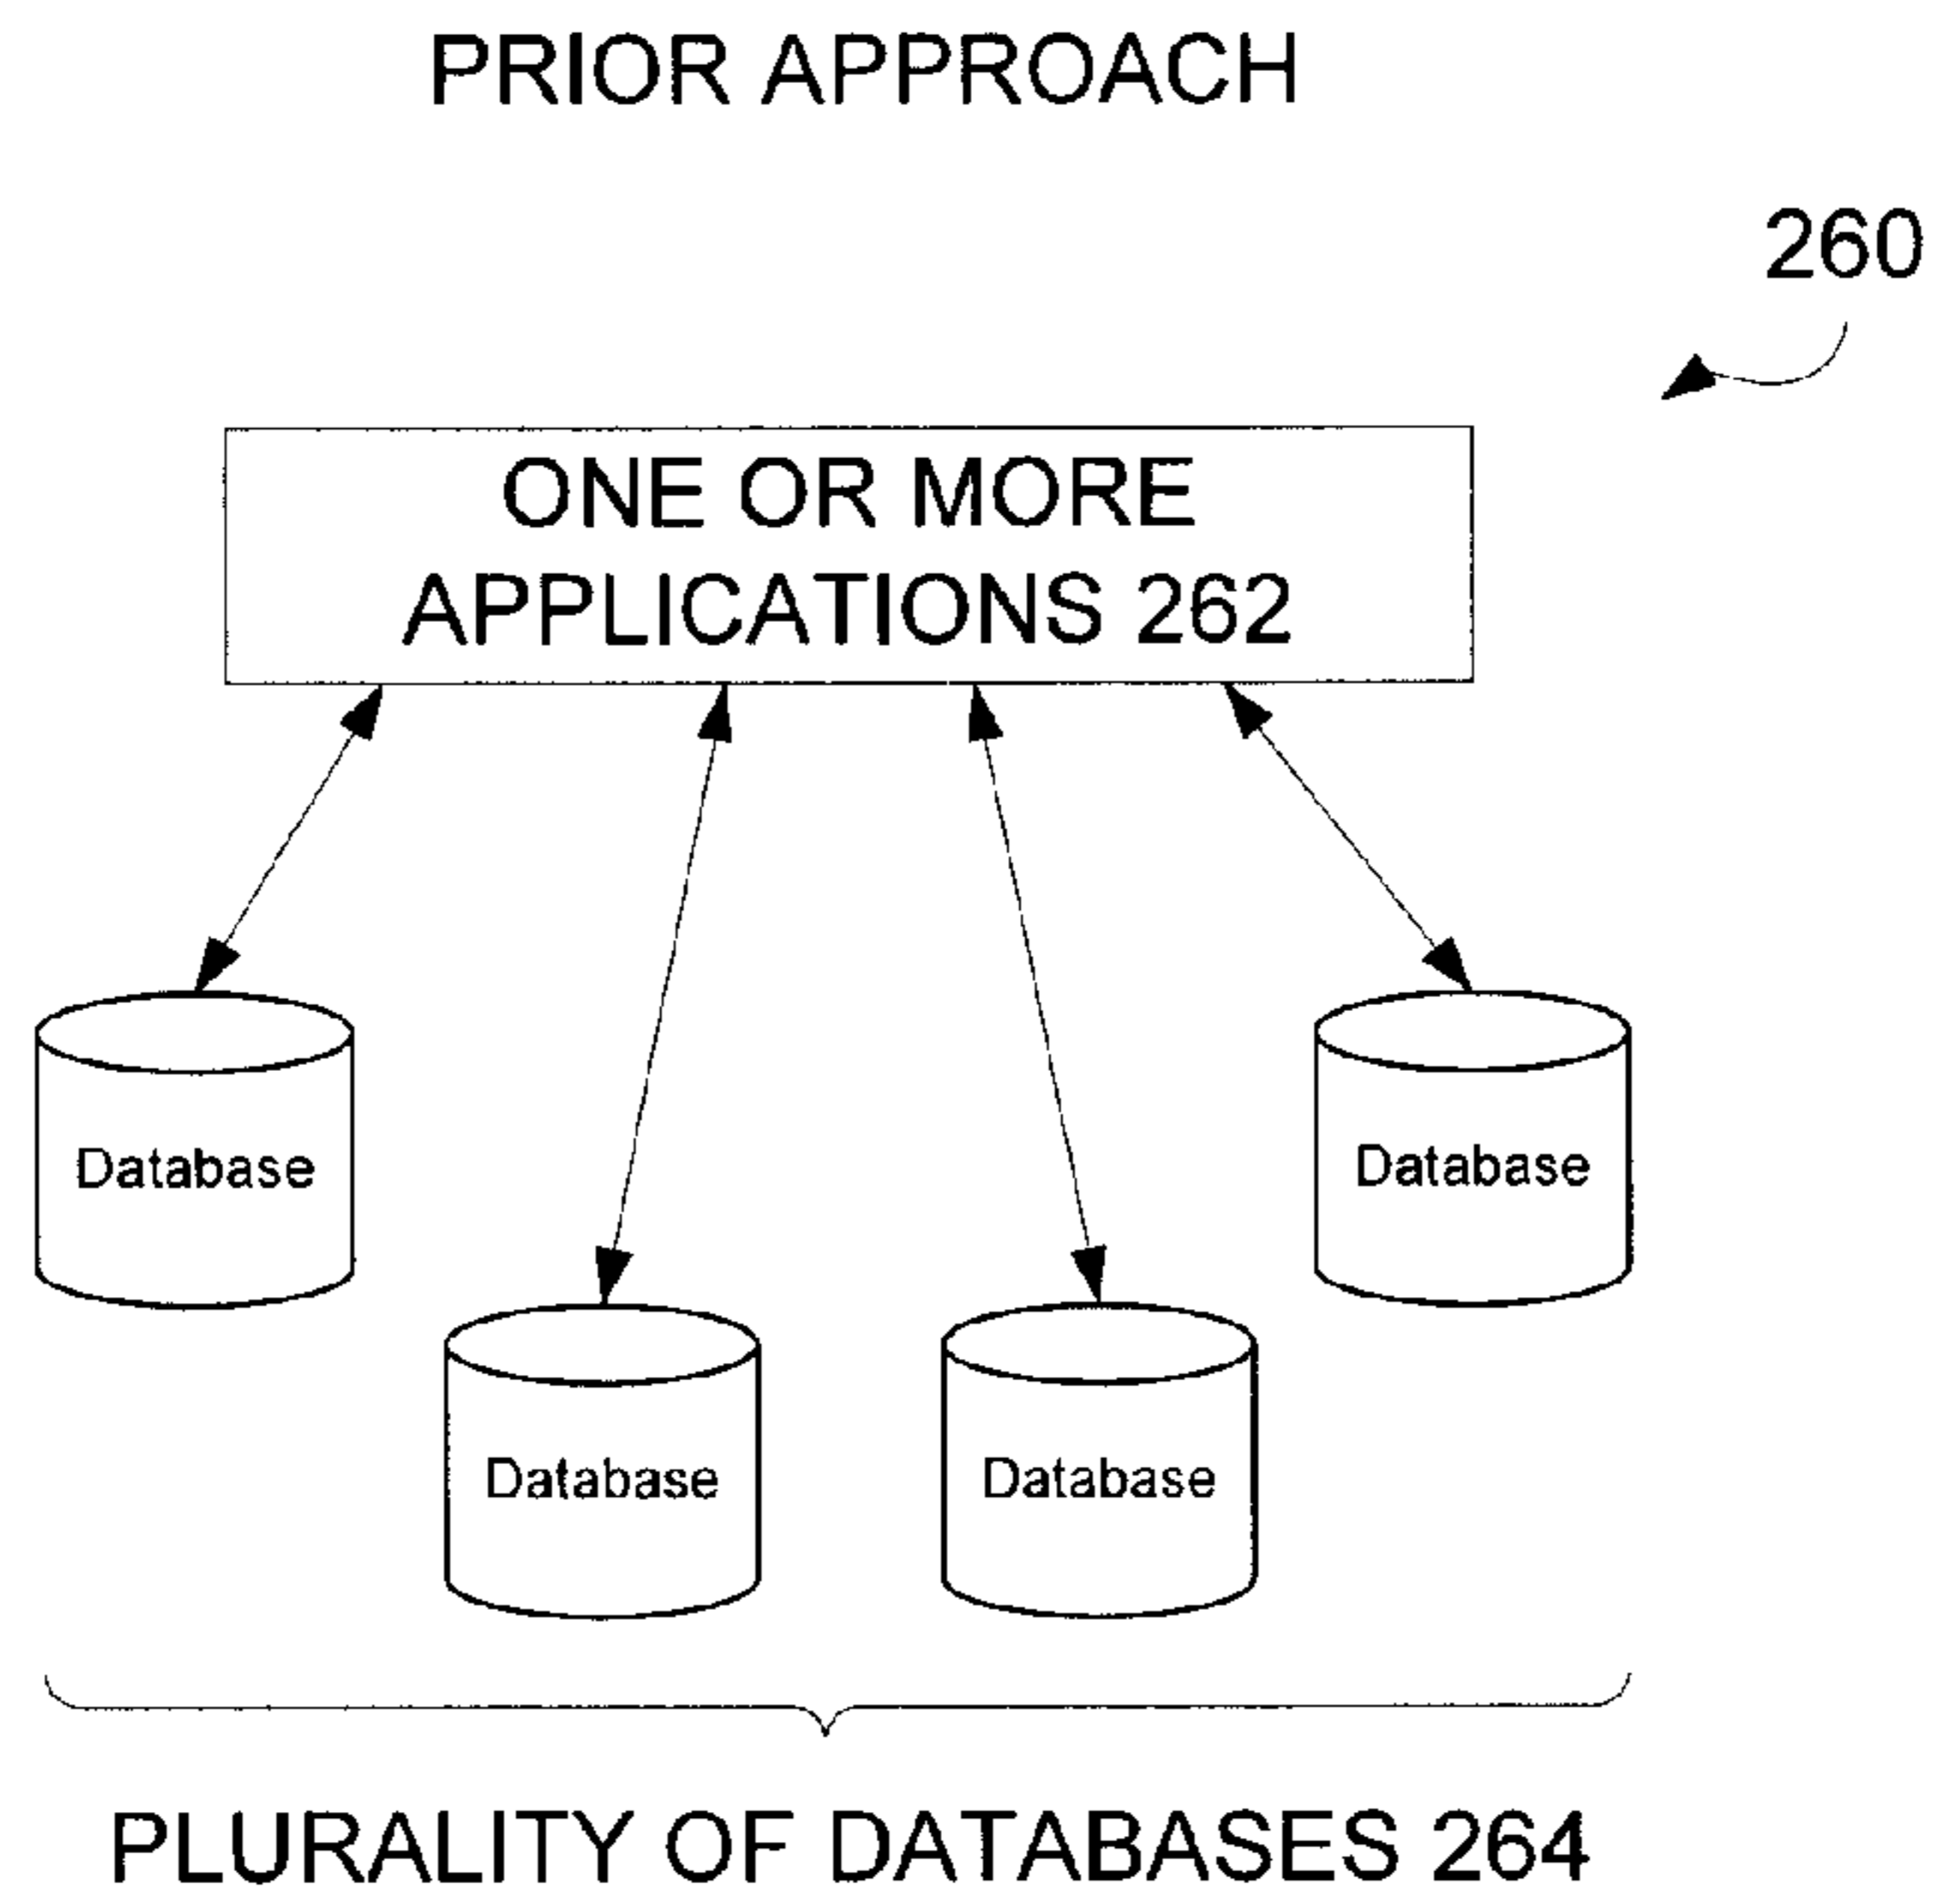 PRIOR APPROACH
260
ONE OR MORE
APPLICATIONS 262
Database
Database
Database
Database
PLURALITY OF DATABASES 264